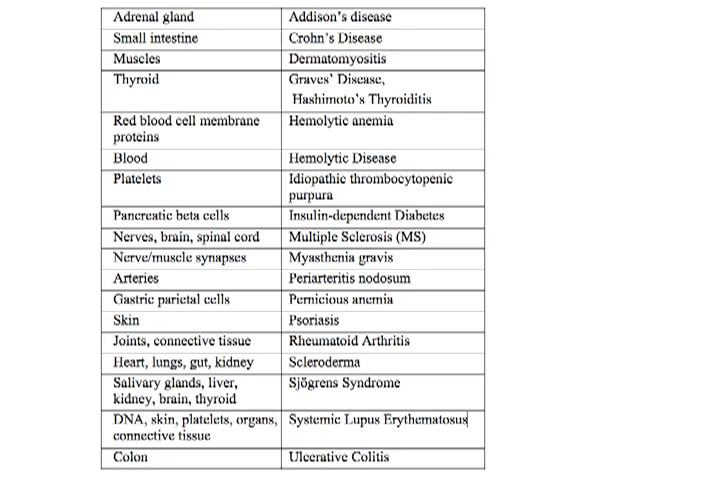 Adrenal gland Addison's disease
Small intestine Crohn's Disease
Muscles Dermatomyositis
Thyroid Graves' Disease,
Hashimoto's Thyroiditis
Red blood cell membrane Hemolytic anemia
proteins
Blood Hemolytic Disease
Platelets Idiopathic thrombocytopenic
purpura
Pancreatic beta cells Insulin-dependent Diabetes
Nerves, brain, spinal cord Multiple Sclerosis (MS)
Nerve/muscle synapses Myasthenia gravis
Arteries Periarteritis nodosum
Gastric parietal cells Pernicious anemia
Skin Psoriasis
Joints, connective tissue Rheumatoid Arthritis
Heart, lungs, gut, kidney Scleroderma
Salivary glands, liver, Sjögrens Syndrome
kidney, brain, thyroid
DNA, skin, platelets, organs, Systemic Lupus Erythematosus
connective tissue
Colon Ulcerative Colitis